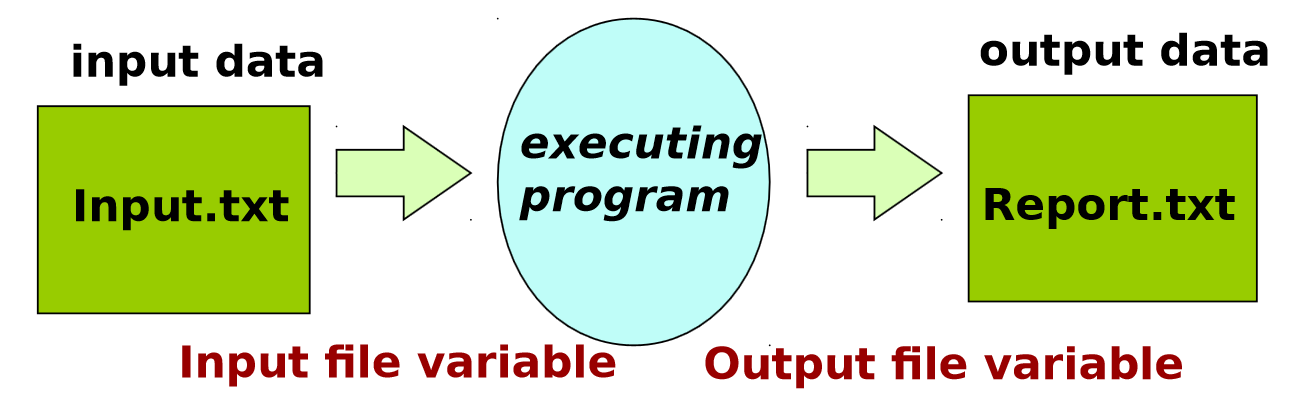 input data
Input.txt
executing
program
output data
Report.txt
Input file variable
Output file variable